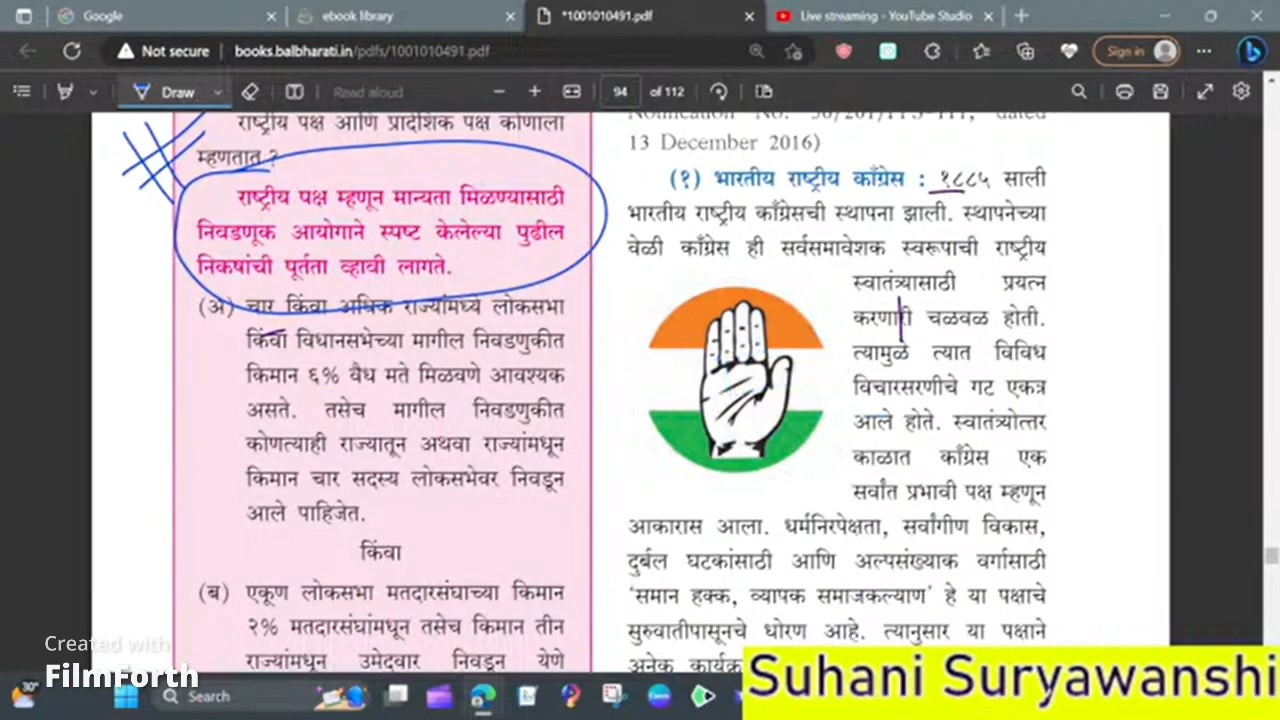 Google
ebook library
*1001010491.pdf
Live streaming - YouTube Studio
Not secure
books.balbharati.in/pdfs/1001010491.pdf
Sign in
Draw
Read aloud
94 of 112
राष्ट्रीय पक्ष आणि प्रादेशिक पक्ष कोणाला
म्हणतात ?
राष्ट्रीय पक्ष म्हणून मान्यता मिळण्यासाठी
निवडणूक आयोगाने स्पष्ट केलेल्या पुढील
निकषांची पूर्तता व्हावी लागते.
(अ) चार किंवा अधिक राज्यांमध्ये लोकसभा
किंवा विधानसभेच्या मागील निवडणुकीत
किमान ६% वैध मते मिळवणे आवश्यक
असते. तसेच मागील निवडणुकीत
कोणत्याही राज्यातून अथवा राज्यांमधून
किमान चार सदस्य लोकसभेवर निवडून
आले पाहिजेत.
किंवा
(ब) एकूण लोकसभा मतदारसंघाच्या किमान
२% मतदारसंघांमधून तसेच किमान तीन
राज्यांमधून उमेदवार निवडून येणे
13 December 2016)
(१) भारतीय राष्ट्रीय काँग्रेस : १८८५ साली
भारतीय राष्ट्रीय काँग्रेसची स्थापना झाली. स्थापनेच्या
वेळी काँग्रेस ही सर्वसमावेशक स्वरूपाची राष्ट्रीय
स्वातंत्र्यासाठी प्रयत्न
करणारी चळवळ होती.
त्यामुळे त्यात विविध
विचारसरणीचे गट एकत्र
आले होते. स्वातंत्र्योत्तर
काळात काँग्रेस एक
सर्वांत प्रभावी पक्ष म्हणून
आकारास आला. धर्मनिरपेक्षता, सर्वांगीण विकास,
दुर्बल घटकांसाठी आणि अल्पसंख्याक वर्गासाठी
‘समान हक्क, व्यापक समाजकल्याण’ हे या पक्षाचे
सुरुवातीपासूनचे धोरण आहे. त्यानुसार या पक्षाने
अनेक
Created with
FilmForth
Suhani Suryawanshi
30°
Search